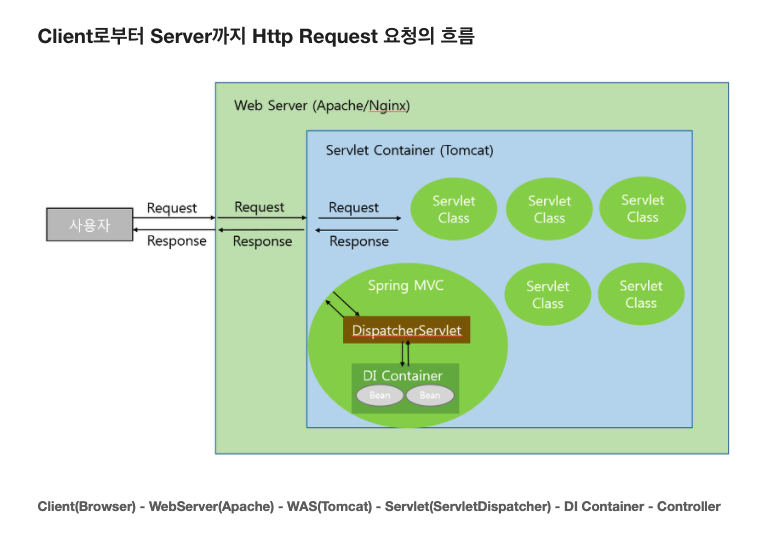 Client로부터 Server까지 Http Request 요청의 흐름
Web Server (Apache/Nginx)
Servlet Container (Tomcat)
사용자
Request
Response
Request
Response
Request
Response
Servlet
Class
Servlet
Class
Servlet
Class
Servlet
Class
Servlet
Class
Spring MVC
DispatcherServlet
DI Container
Bean
Bean
Client(Browser) - WebServer(Apache) - WAS(Tomcat) - Servlet(ServletDispatcher) - DI Container - Controller